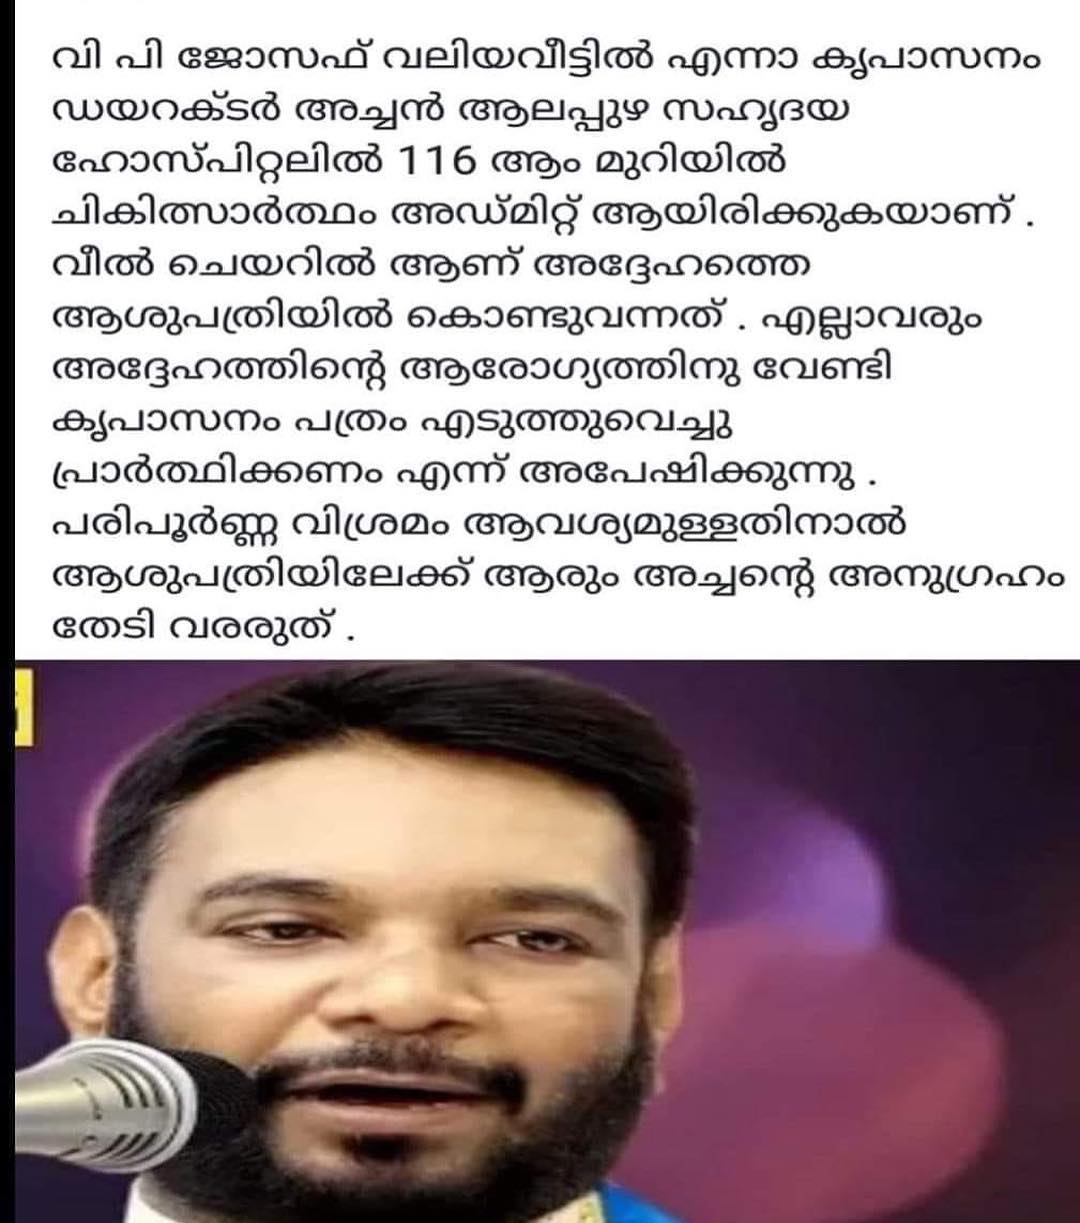 വി പി ജോസഫ് വലിയവീട്ടിൽ എന്നാ കൃപാസനം
ഡയറക്ടർ അച്ചൻ ആലപ്പുഴ സഹൃദയ
ഹോസ്പിറ്റലിൽ 116 ആം മുറിയിൽ
ചികിത്സാർത്ഥം അഡ്മിറ്റ് ആയിരിക്കുകയാണ് .
വീൽ ചെയറിൽ ആണ് അദ്ദേഹത്തെ
ആശുപത്രിയിൽ കൊണ്ടുവന്നത് . എല്ലാവരും
അദ്ദേഹത്തിന്റെ ആരോഗ്യത്തിനു വേണ്ടി
കൃപാസനം പത്രം എടുത്തുവെച്ചു
പ്രാർത്ഥിക്കണം എന്ന് അപേഷിക്കുന്നു .
പരിപൂർണ്ണ വിശ്രമം ആവശ്യമുള്ളതിനാൽ
ആശുപത്രിയിലേക്ക് ആരും അച്ചന്റെ അനുഗ്രഹം
തേടി വരരുത് .